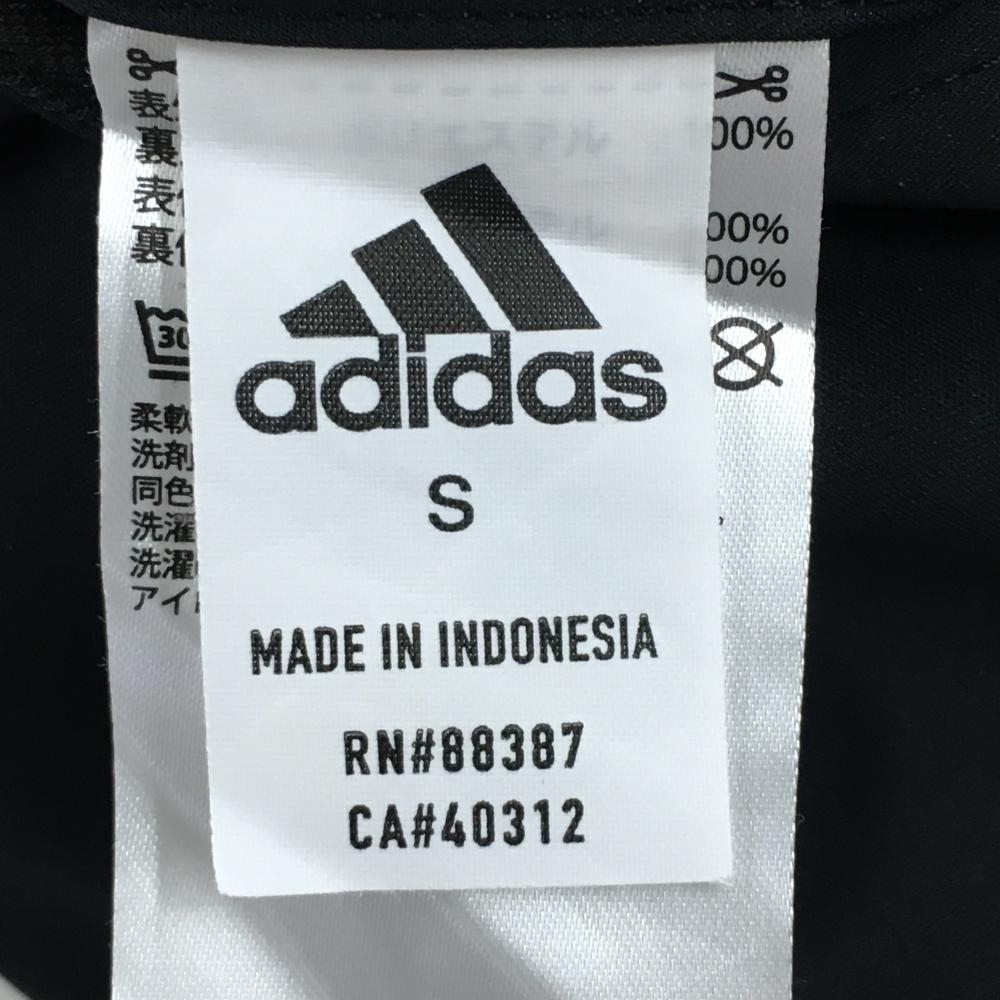 adidas
S
MADE IN INDONESIA
RN#88387
CA#40312
表
00%
裏
表
00%
裏
00%
30
柔軟
洗剤
同色
洗濯
洗濯
アイ